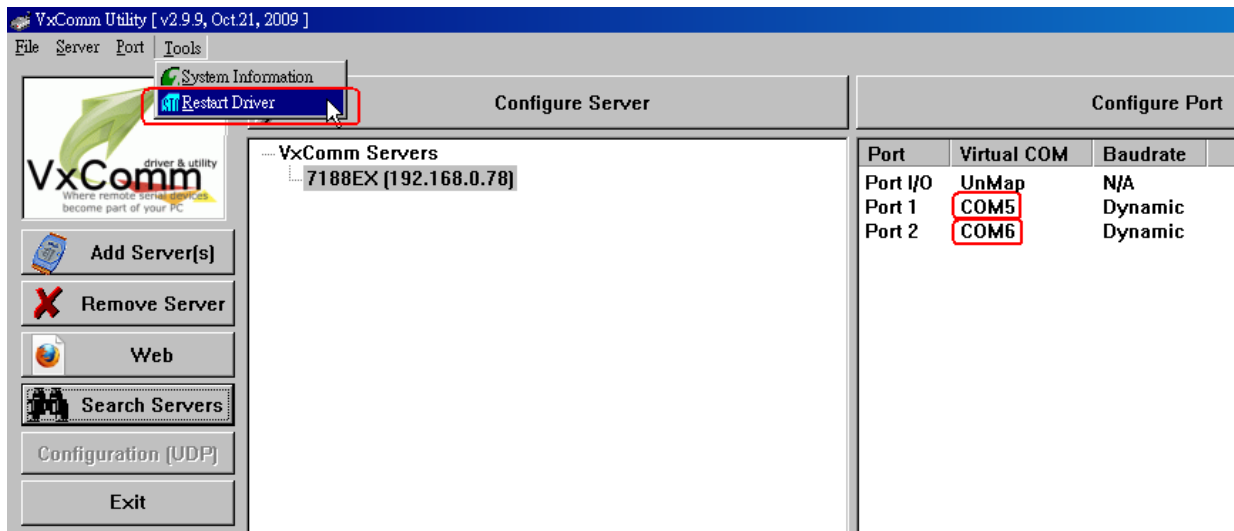 VxComm Utility [ v2.9.9, Oct.21, 2009 ]
File Server Port Tools
System Information
Restart Driver
Configure Server
Configure Port
VxComm
driver & utility
Where remote serial devices
become part of your PC
Add Server(s)
Remove Server
Web
Search Servers
Configuration (UDP)
Exit
VxComm Servers
7188EX (192.168.0.78)
Port Virtual COM Baudrate
Port I/O UnMap N/A
Port 1 COM5 Dynamic
Port 2 COM6 Dynamic